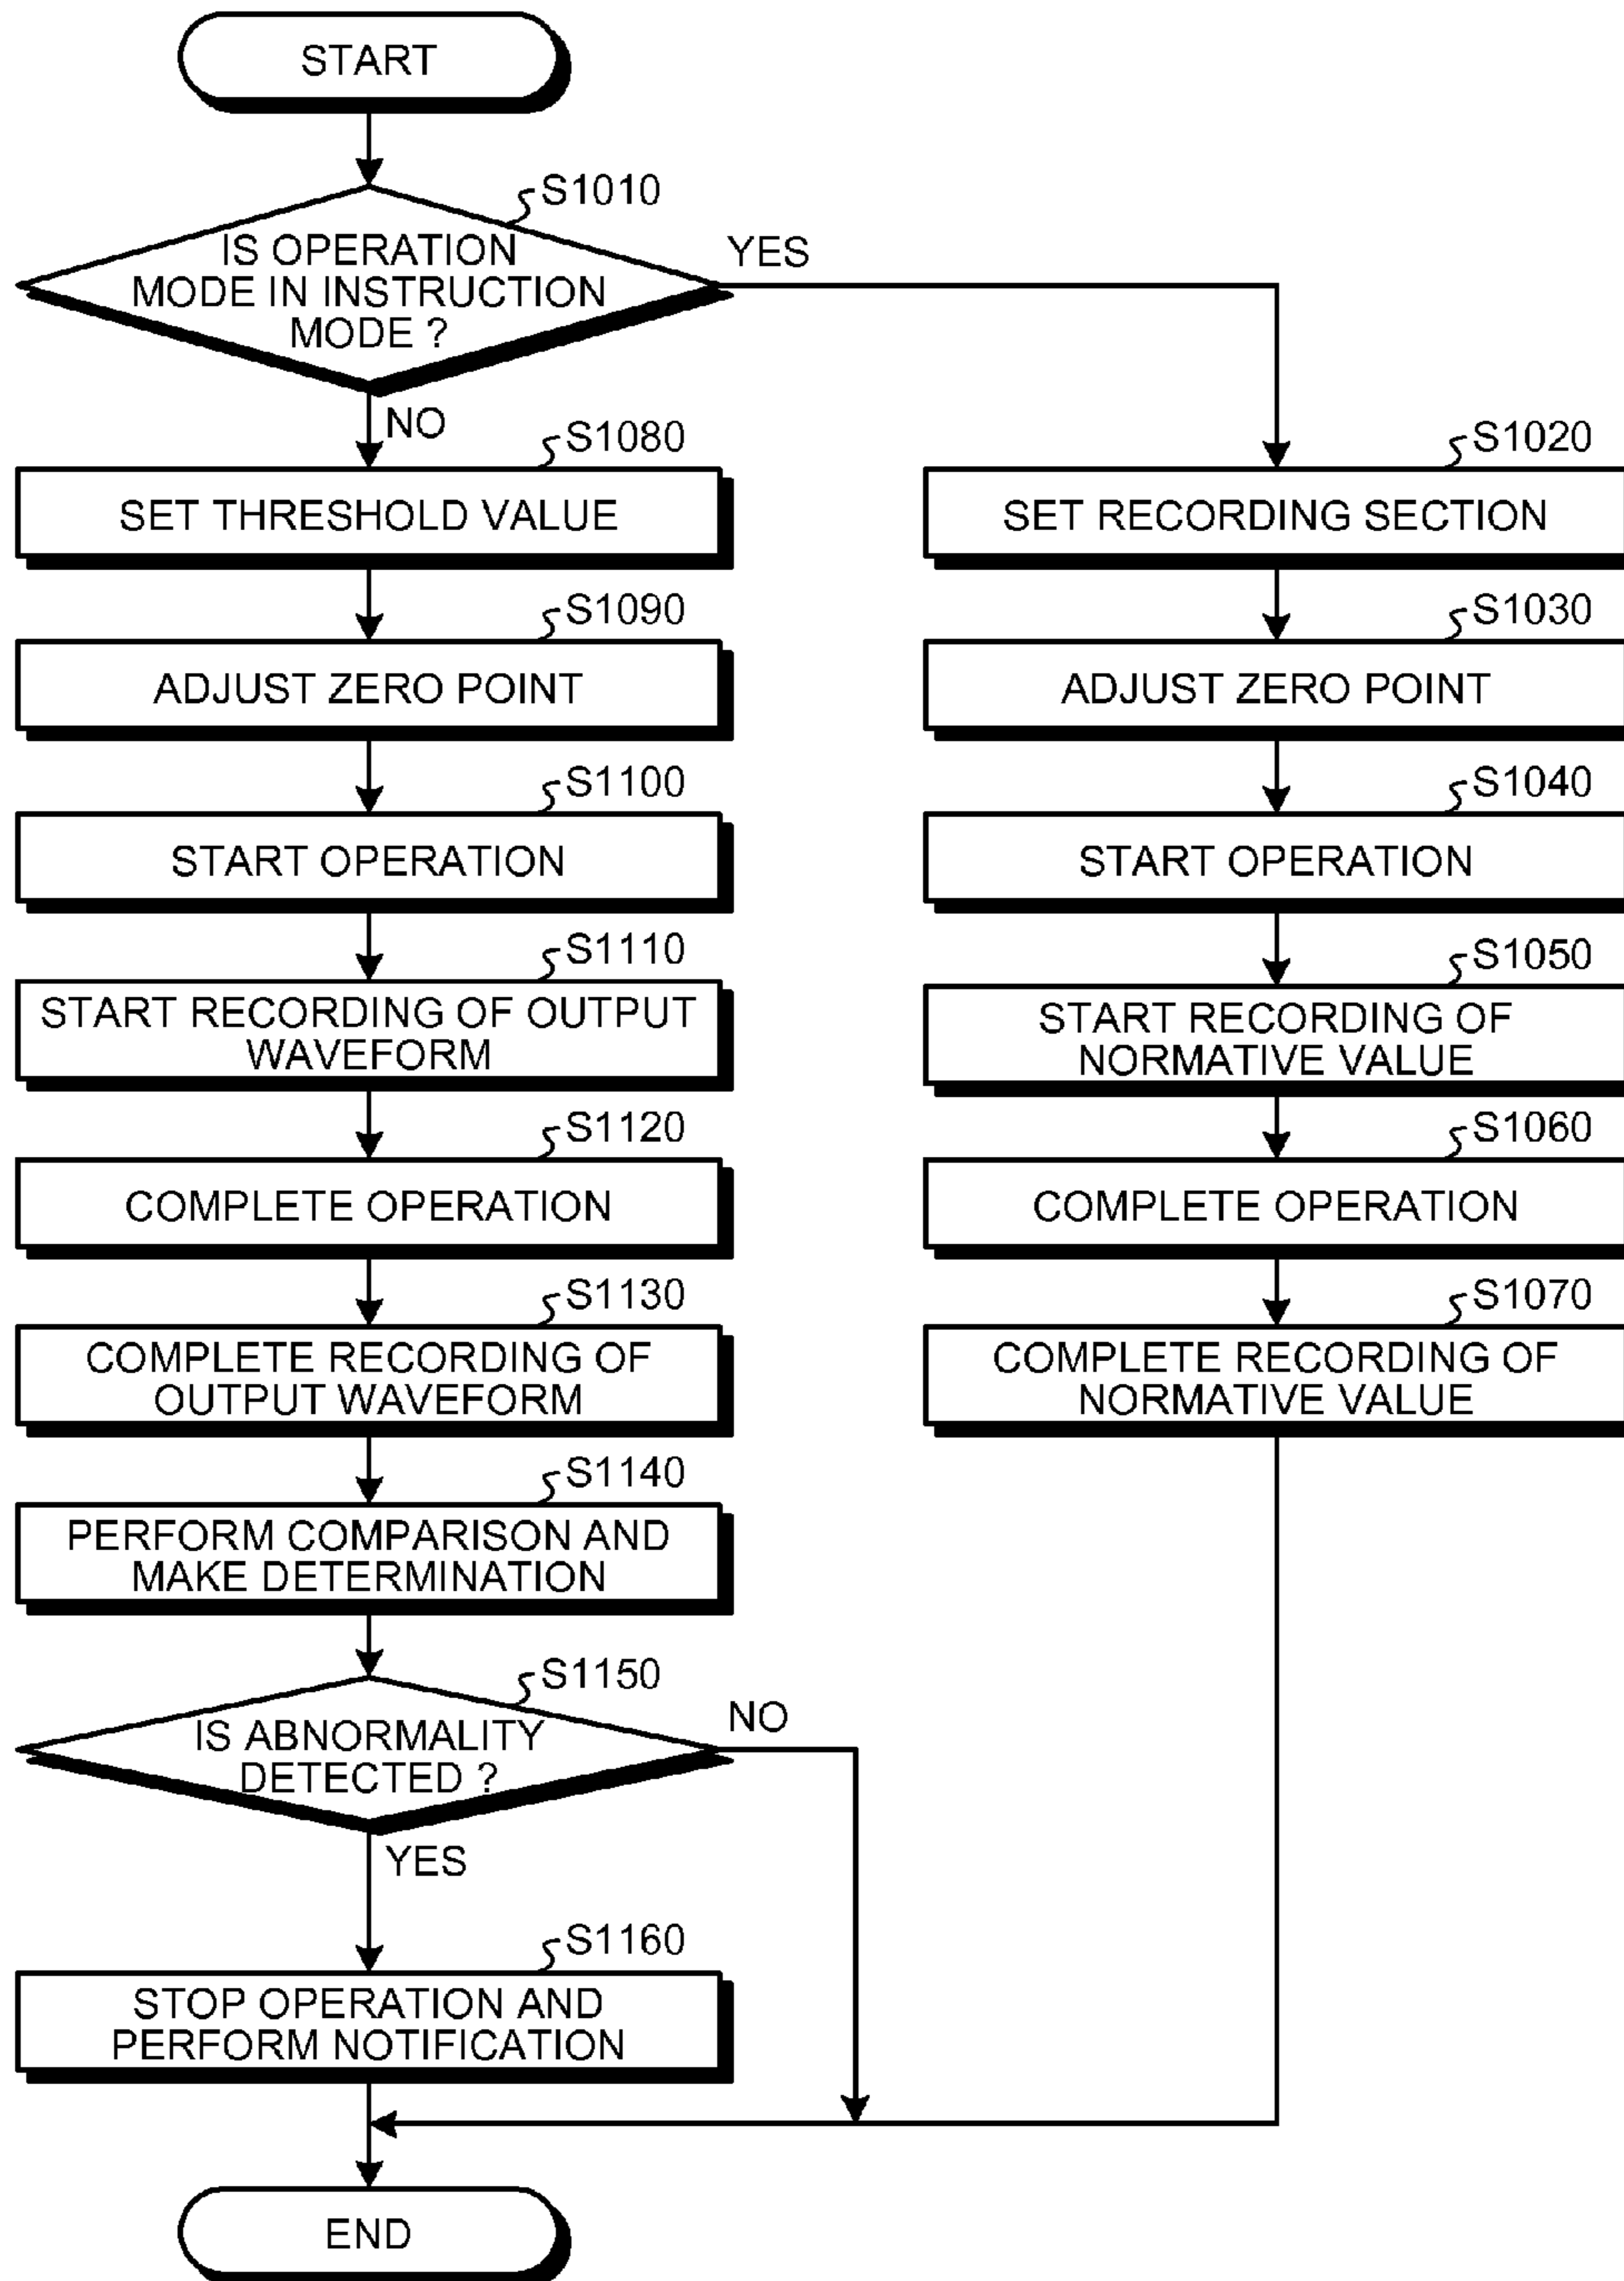 START
S1010
IS OPERATION
MODE IN INSTRUCTION
MODE ?
YES
NO
S1080
SET THRESHOLD VALUE
S1090
ADJUST ZERO POINT
S1100
START OPERATION
S1110
START RECORDING OF OUTPUT
WAVEFORM
S1120
COMPLETE OPERATION
S1130
COMPLETE RECORDING OF
OUTPUT WAVEFORM
S1140
PERFORM COMPARISON AND
MAKE DETERMINATION
S1150
IS ABNORMALITY
DETECTED ?
NO
YES
S1160
STOP OPERATION AND
PERFORM NOTIFICATION
S1020
SET RECORDING SECTION
S1030
ADJUST ZERO POINT
S1040
START OPERATION
S1050
START RECORDING OF
NORMATIVE VALUE
S1060
COMPLETE OPERATION
S1070
COMPLETE RECORDING OF
NORMATIVE VALUE
END